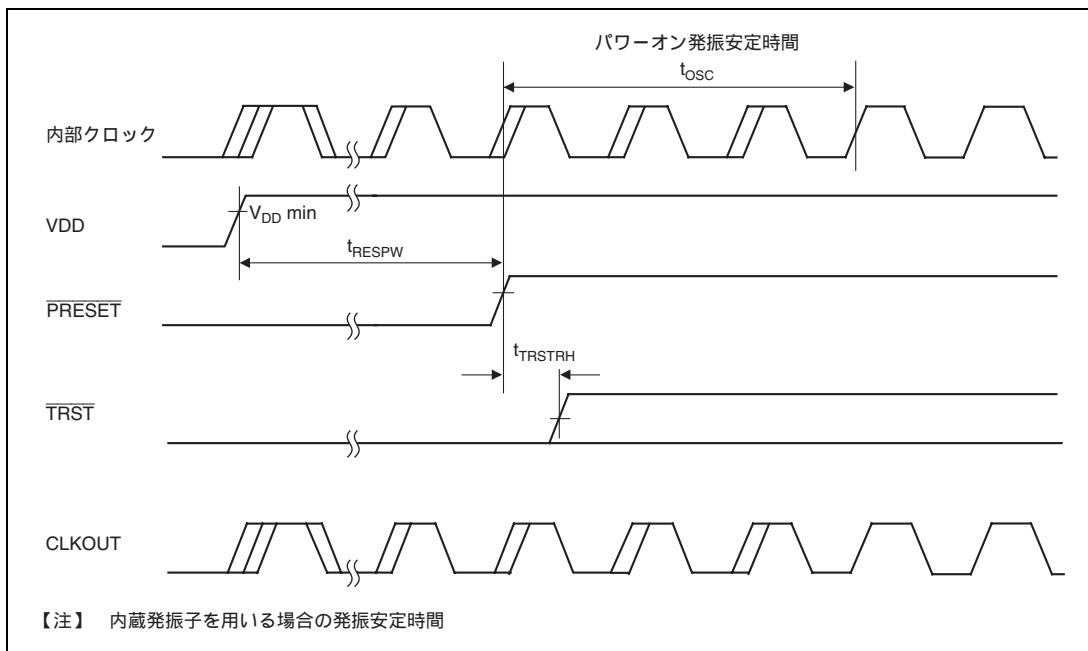 パワーオン発振安定時間
tOSC
内部クロック
VDD
VDD min
tRESPW
PRESET
tTRSTRH
TRST
CLKOUT
【注】 内蔵発振子を用いる場合の発振安定時間